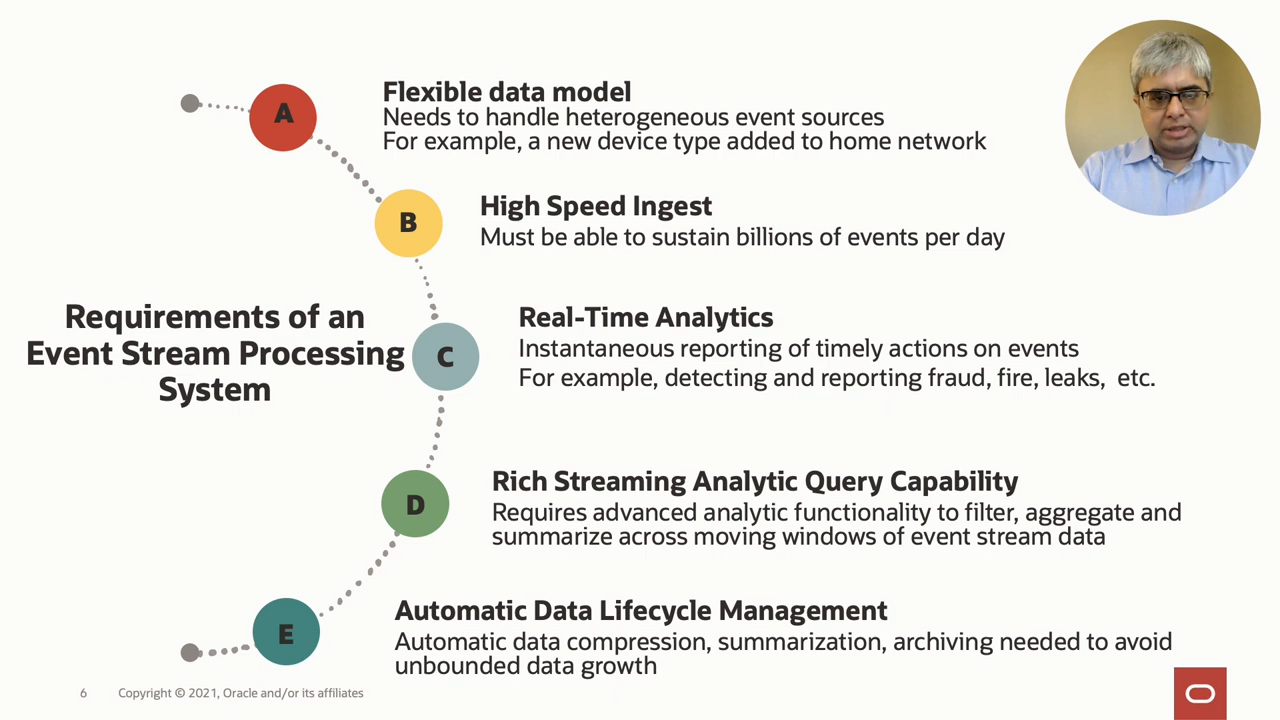 A
Flexible data model
Needs to handle heterogeneous event sources
For example, a new device type added to home network
B
High Speed Ingest
Must be able to sustain billions of events per day
Requirements of an
Event Stream Processing
System
C
Real-Time Analytics
Instantaneous reporting of timely actions on events
For example, detecting and reporting fraud, fire, leaks, etc.
D
Rich Streaming Analytic Query Capability
Requires advanced analytic functionality to filter, aggregate and
summarize across moving windows of event stream data
E
Automatic Data Lifecycle Management
Automatic data compression, summarization, archiving needed to avoid
unbounded data growth
6
Copyright © 2021, Oracle and/or its affiliates